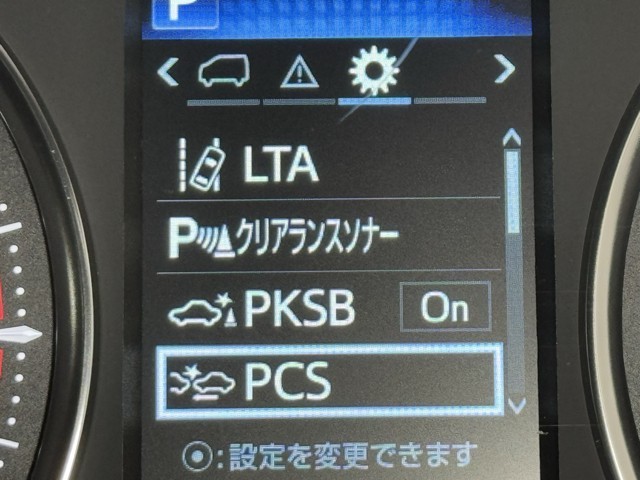 P
LTA
Pクリアランスソナー
PKSB On
PCS
:設定を変更できます